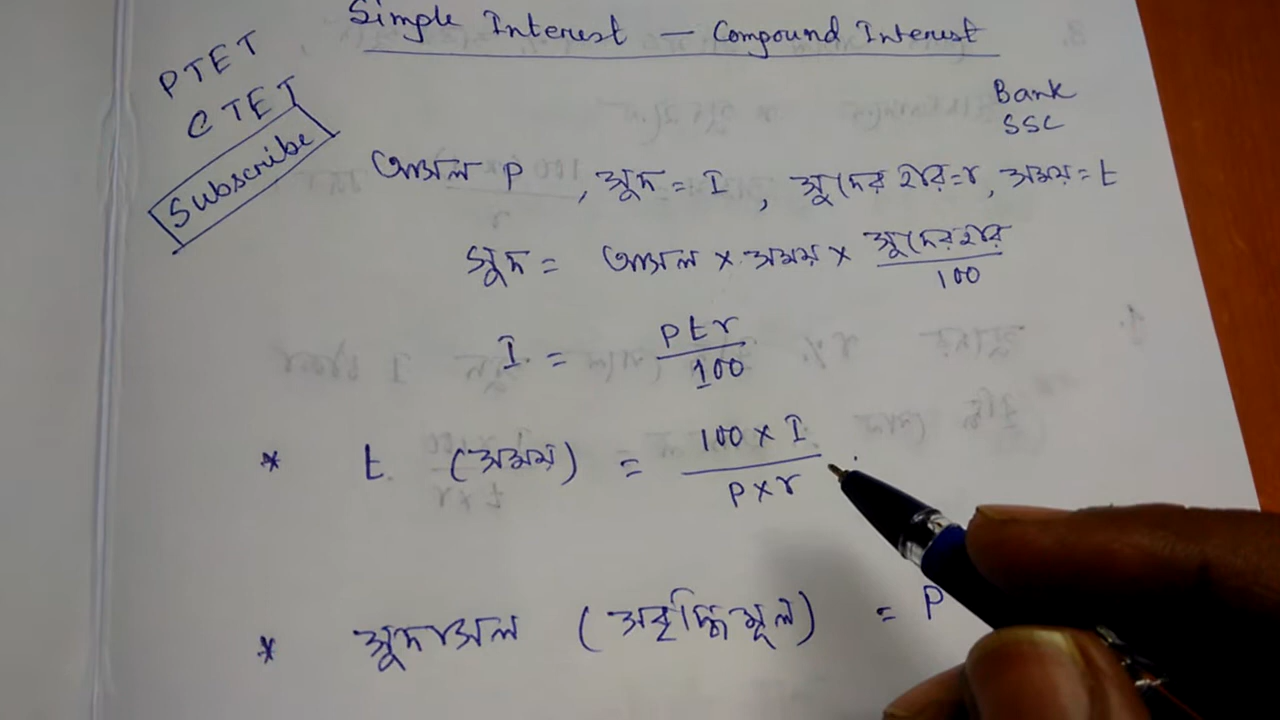 Simple Interest — Compound Interest
PTET
CTET
Subscribe
Bank
SSC
আসল P , সুদ = I , সুদের হার = r, সময় = t
সুদ = আসল × সময় × সুদের হার / 100
I = ptr / 100
* t (সময়) = 100 × I / P × r
* সুদাসল (সবৃদ্ধিমূল) = P